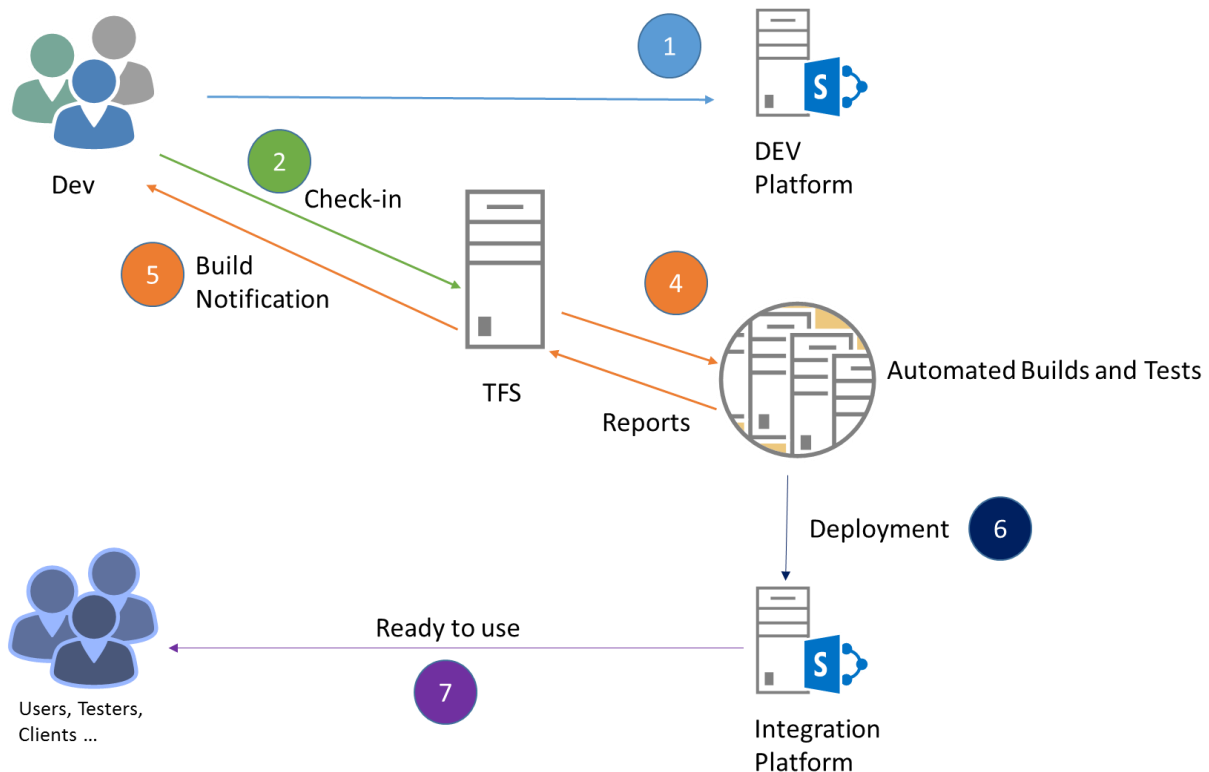 1
S
DEV
Platform
Dev
2
Check-in
5
Build
Notification
4
TFS
Automated Builds and Tests
Reports
Deployment
6
Ready to use
7
S
Users, Testers,
Clients ...
Integration
Platform